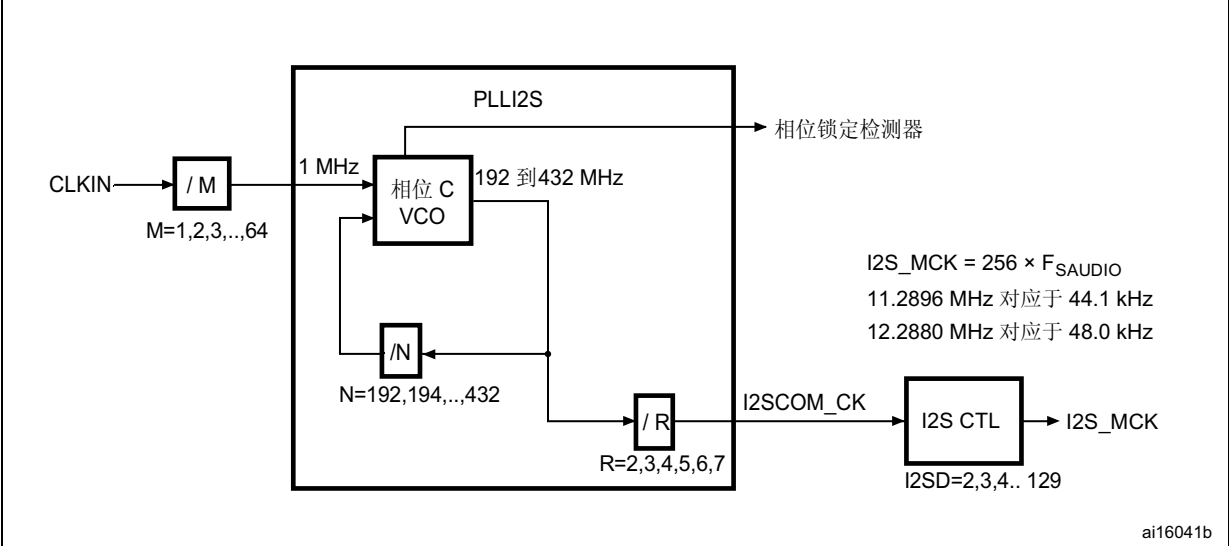 PLLI2S
相位锁定检测器
CLKIN
/ M
1 MHz
相位 C
VCO
192 到432 MHz
M=1,2,3,..,64
I2S_MCK = 256 × FSAUDIO
11.2896 MHz 对应于 44.1 kHz
12.2880 MHz 对应于 48.0 kHz
/N
N=192,194,..,432
I2SCOM_CK
/ R
I2S CTL
I2S_MCK
R=2,3,4,5,6,7
I2SD=2,3,4.. 129
ai16041b